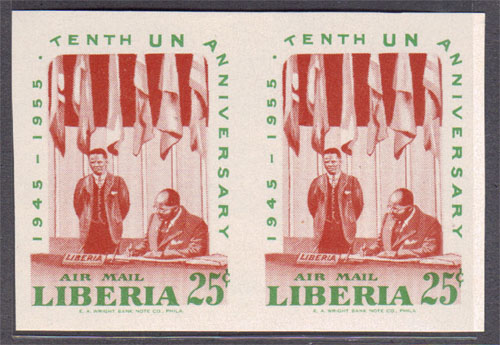 1945 – 1955 · TENTH UN ANNIVERSARY
LIBERIA
AIR MAIL
LIBERIA 25¢
E. A. WRIGHT BANK NOTE CO., PHILA.
1945 – 1955 · TENTH UN ANNIVERSARY
LIBERIA
AIR MAIL
LIBERIA 25¢
E. A. WRIGHT BANK NOTE CO., PHILA.